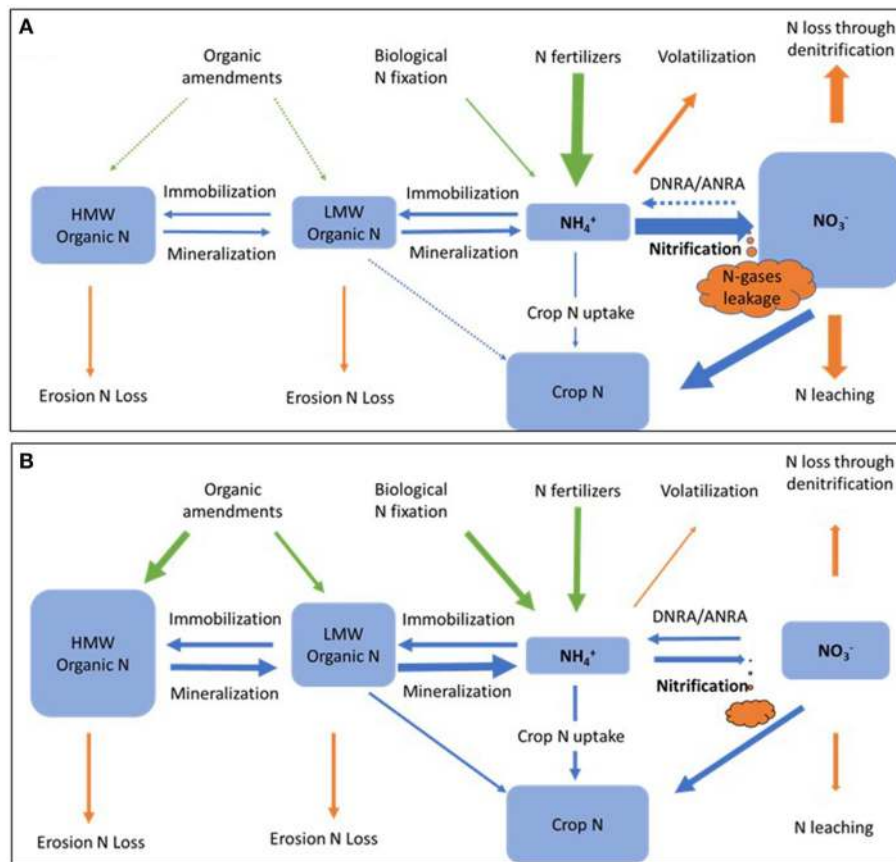 A
Organic
amendments
Biological
N fixation
N fertilizers
Volatilization
N loss through
denitrification
HMW
Organic N
Immobilization
Mineralization
LMW
Organic N
Immobilization
Mineralization
NH₄⁺
DNRA/ANRA
Nitrification
NO₃⁻
N-gases
leakage
Crop N uptake
Erosion N Loss
Erosion N Loss
Crop N
N leaching
B
Organic
amendments
Biological
N fixation
N fertilizers
Volatilization
N loss through
denitrification
HMW
Organic N
Immobilization
Mineralization
LMW
Organic N
Immobilization
Mineralization
NH₄⁺
DNRA/ANRA
Nitrification
NO₃⁻
Crop N uptake
Erosion N Loss
Erosion N Loss
Crop N
N leaching